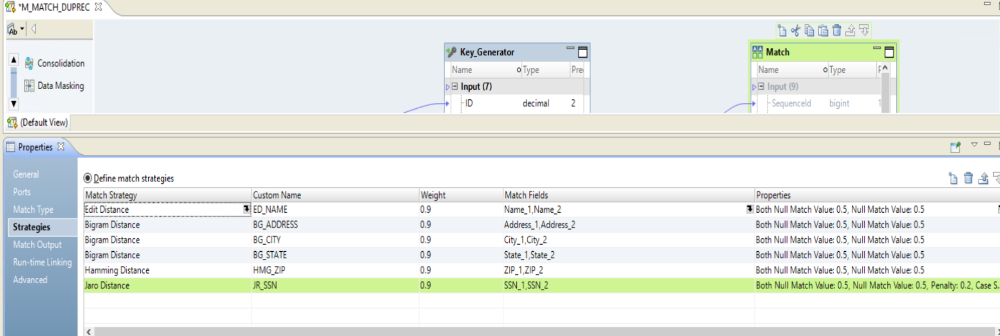 *M_MATCH_DUPREC
Ab
Consolidation
Data Masking
Key_Generator
Name Type
Input (7)
ID decimal 2
Match
Name Type
Input (9)
SequenceId bigint 1
(Default View)
Properties
General
Ports
Match Type
Strategies
Match Output
Run-time Linking
Advanced
Define match strategies
Match Strategy Custom Name Weight Match Fields Properties
Edit Distance ED_NAME 0.9 Name_1,Name_2 Both Null Match Value: 0.5, Null Match Value: 0.5
Bigram Distance BG_ADDRESS 0.9 Address_1,Address_2 Both Null Match Value: 0.5, Null Match Value: 0.5
Bigram Distance BG_CITY 0.9 City_1,City_2 Both Null Match Value: 0.5, Null Match Value: 0.5
Bigram Distance BG_STATE 0.9 State_1,State_2 Both Null Match Value: 0.5, Null Match Value: 0.5
Hamming Distance HMG_ZIP 0.9 ZIP_1,ZIP_2 Both Null Match Value: 0.5, Null Match Value: 0.5
Jaro Distance JR_SSN 0.9 SSN_1,SSN_2 Both Null Match Value: 0.5, Null Match Value: 0.5, Penalty: 0.2, Case S..